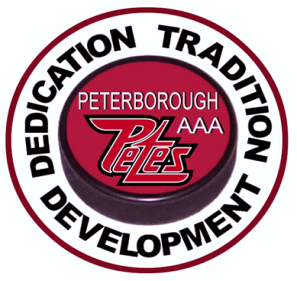 DEDICATION TRADITION
PETERBOROUGH
AAA
Petes
DEVELOPMENT